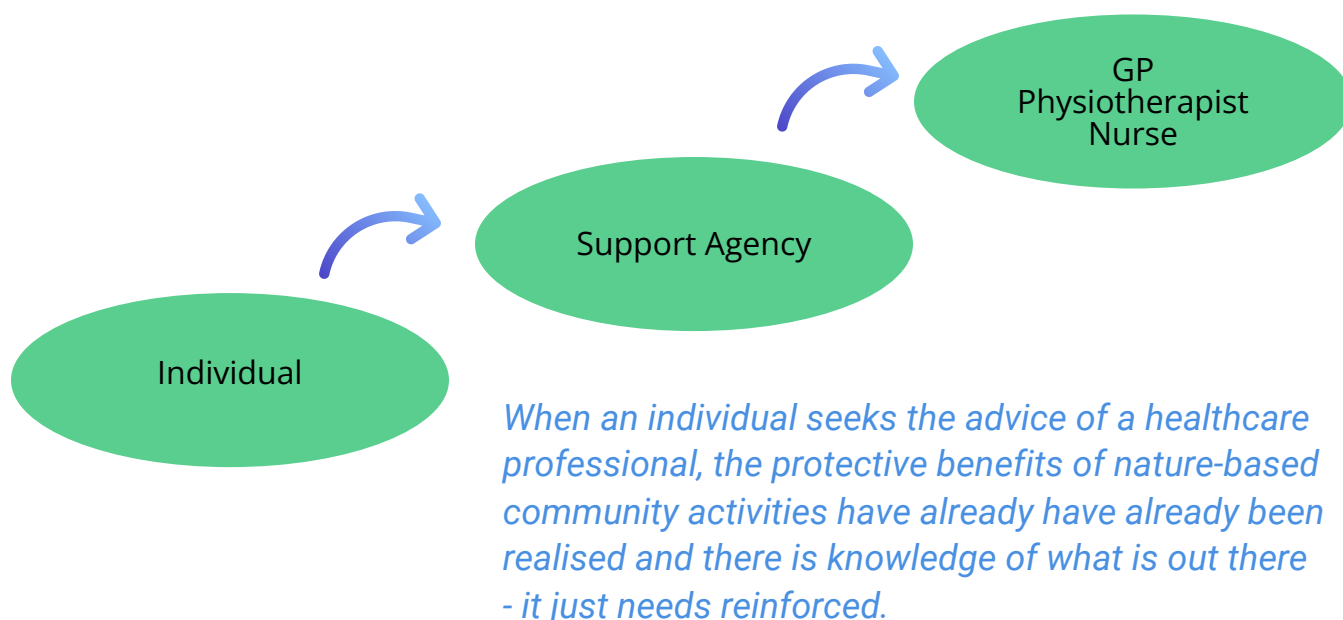 GP
Physiotherapist
Nurse
Support Agency
Individual
When an individual seeks the advice of a healthcare
professional, the protective benefits of nature-based
community activities have already have already been
realised and there is knowledge of what is out there
- it just needs reinforced.